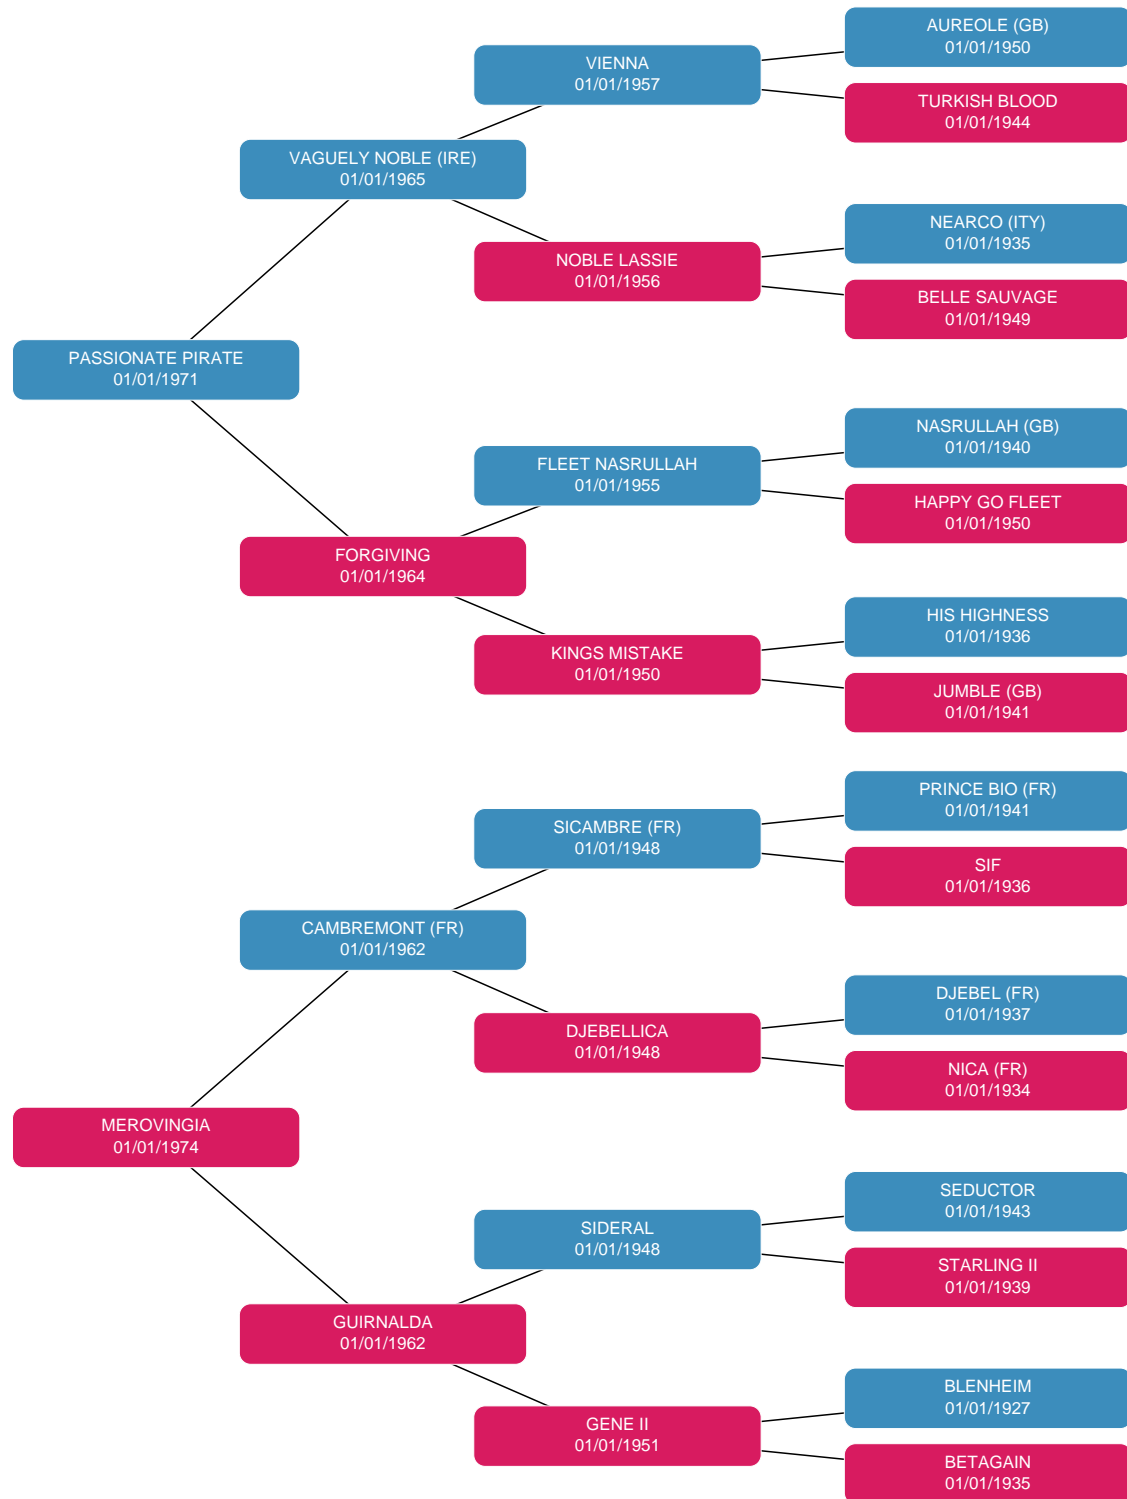 AUREOLE (GB)
01/01/1950
VIENNA
01/01/1957
TURKISH BLOOD
01/01/1944
VAGUELY NOBLE (IRE)
01/01/1965
NEARCO (ITY)
01/01/1935
NOBLE LASSIE
01/01/1956
BELLE SAUVAGE
01/01/1949
PASSIONATE PIRATE
01/01/1971
NASRULLAH (GB)
01/01/1940
FLEET NASRULLAH
01/01/1955
HAPPY GO FLEET
01/01/1950
FORGIVING
01/01/1964
HIS HIGHNESS
01/01/1936
KINGS MISTAKE
01/01/1950
JUMBLE (GB)
01/01/1941
PRINCE BIO (FR)
01/01/1941
SICAMBRE (FR)
01/01/1948
SIF
01/01/1936
CAMBREMONT (FR)
01/01/1962
DJEBEL (FR)
01/01/1937
DJEBELLICA
01/01/1948
NICA (FR)
01/01/1934
MEROVINGIA
01/01/1974
SEDUCTOR
01/01/1943
SIDERAL
01/01/1948
STARLING II
01/01/1939
GUIRNALDA
01/01/1962
BLENHEIM
01/01/1927
GENE II
01/01/1951
BETAGAIN
01/01/1935